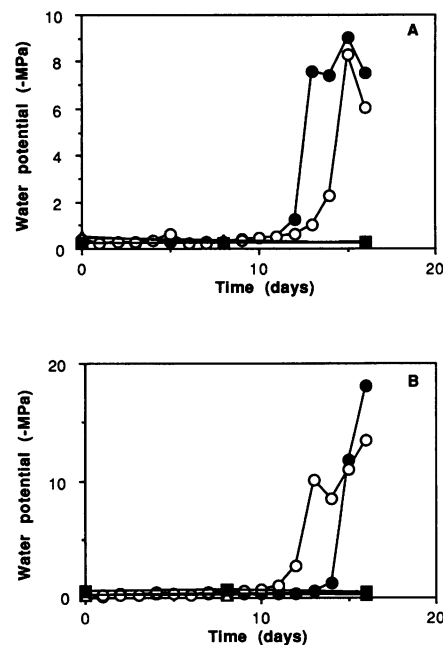 10
A
8
6
4
2
0
Water potential (-MPa)
0 10 20
Time (days)
20
B
10
0
Water potential (-MPa)
0 10 20
Time (days)